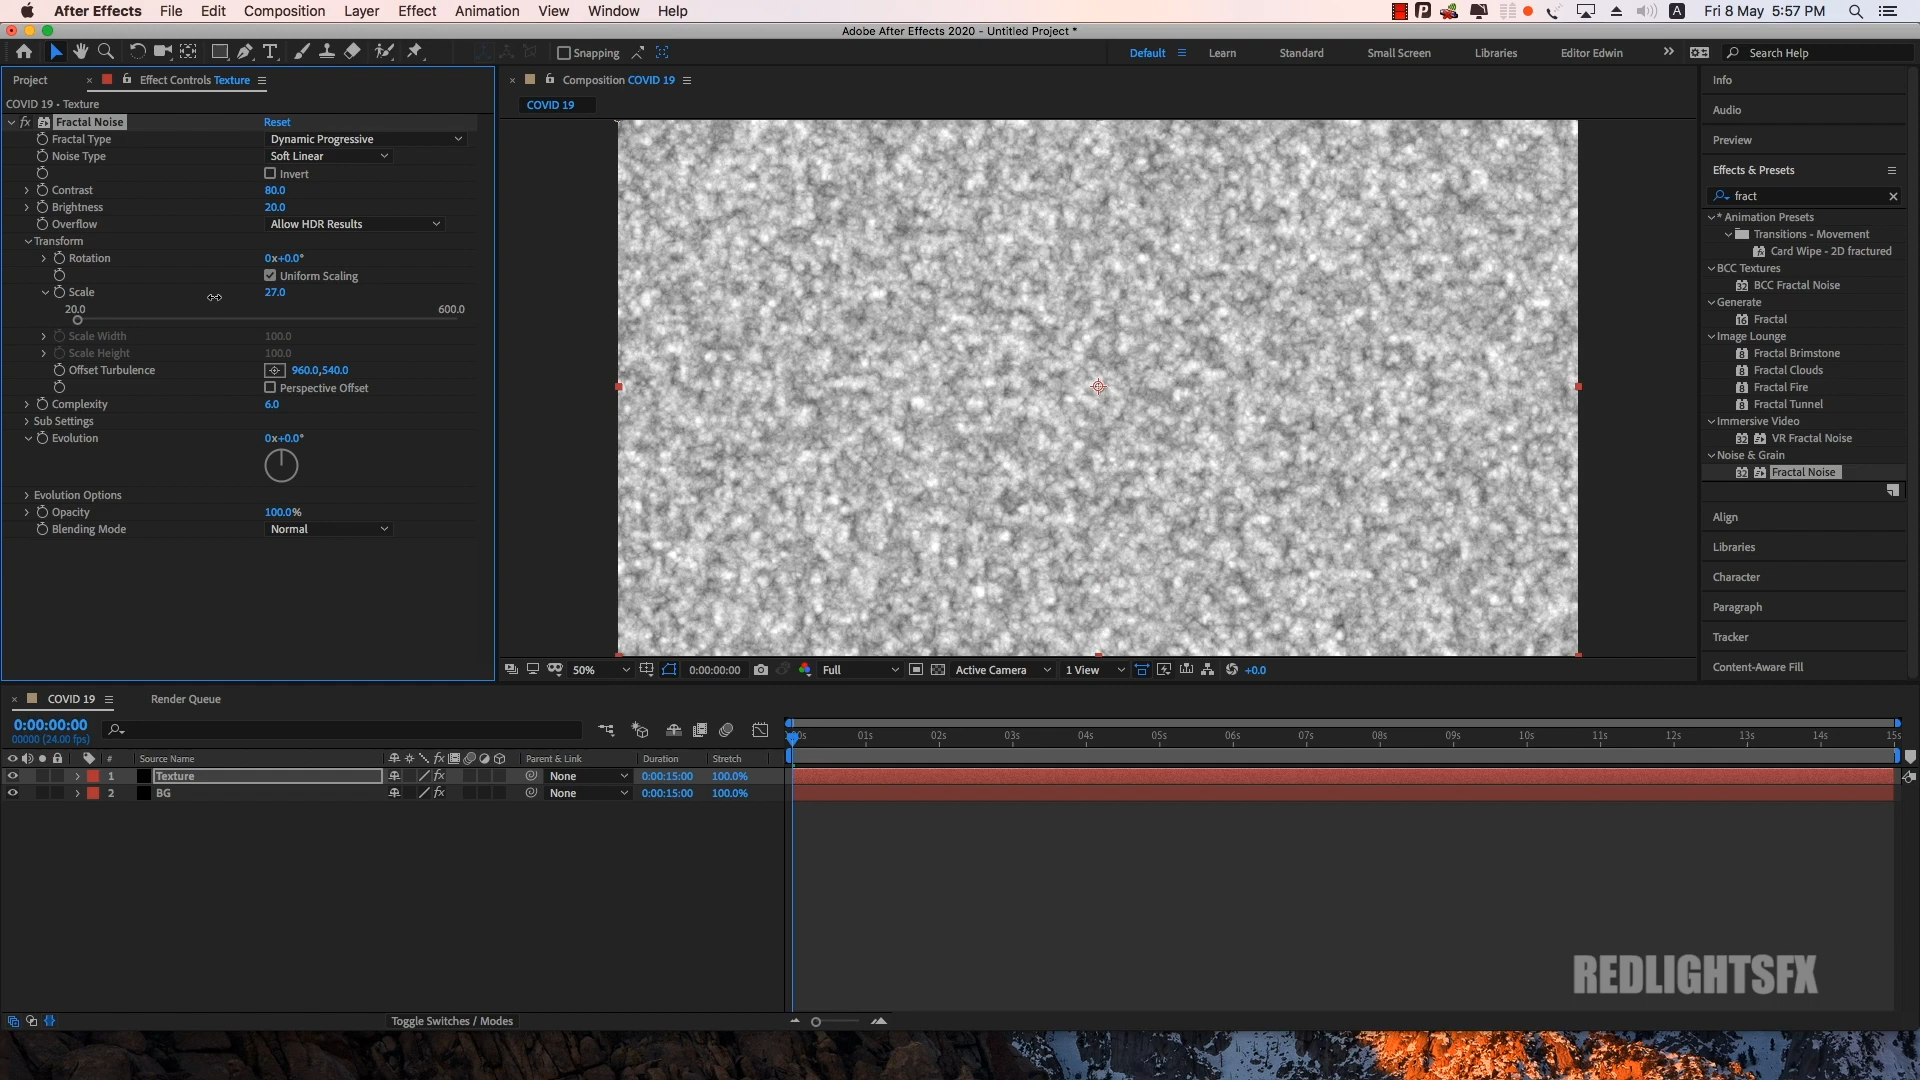 After Effects File Edit Composition Layer Effect Animation View Window Help Fri 8 May 5:57 PM
Adobe After Effects 2020 - Untitled Project *
Snapping Default Learn Standard Small Screen Libraries Editor Edwin Search Help
Project Effect Controls Texture
COVID 19 • Texture
fx Fractal Noise Reset
Fractal Type Dynamic Progressive
Noise Type Soft Linear
Invert
Contrast 80.0
Brightness 20.0
Overflow Allow HDR Results
Transform
Rotation 0x+0.0°
Uniform Scaling
Scale 27.0
20.0 600.0
Scale Width 100.0
Scale Height 100.0
Offset Turbulence 960.0,540.0
Perspective Offset
Complexity 6.0
Sub Settings
Evolution 0x+0.0°
Evolution Options
Opacity 100.0%
Blending Mode Normal
Composition COVID 19
COVID 19
50% 0:00:00:00 Full Active Camera 1 View +0.0
Info
Audio
Preview
Effects & Presets
fract
* Animation Presets
Transitions - Movement
Card Wipe - 2D fractured
BCC Textures
BCC Fractal Noise
Generate
Fractal
Image Lounge
Fractal Brimstone
Fractal Clouds
Fractal Fire
Fractal Tunnel
Immersive Video
VR Fractal Noise
Noise & Grain
Fractal Noise
Align
Libraries
Character
Paragraph
Tracker
Content-Aware Fill
COVID 19 Render Queue
0:00:00:00
00000 (24.00 fps)
01s 02s 03s 04s 05s 06s 07s 08s 09s 10s 11s 12s 13s 14s 15s
# Source Name fx Parent & Link Duration Stretch
1 Texture fx None 0:00:15:00 100.0%
2 BG fx None 0:00:15:00 100.0%
REDLIGHTSFX
Toggle Switches / Modes